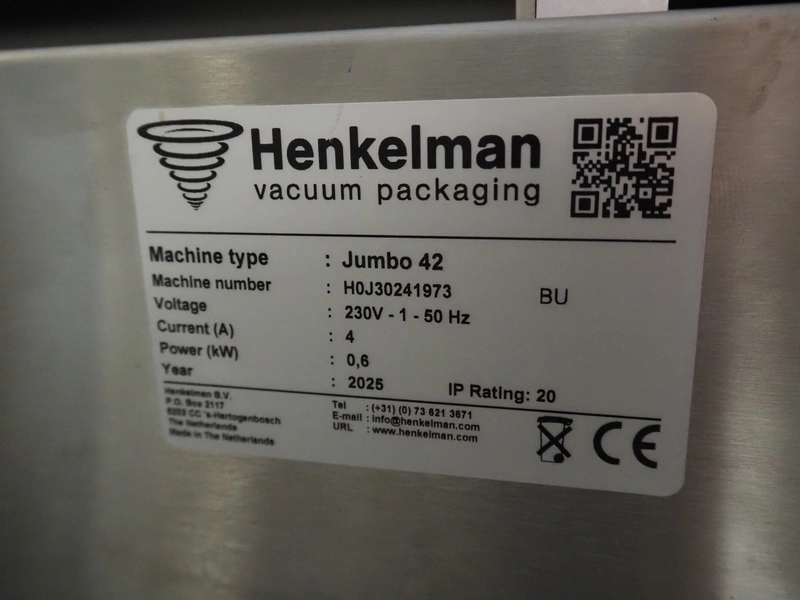 Henkelman
vacuum packaging
Machine type : Jumbo 42
Machine number : H0J30241973 BU
Voltage : 230V - 1 - 50 Hz
Current (A) : 4
Power (kW) : 0,6
Year : 2025 IP Rating: 20
Henkelman B.V.
P.O. Box 2117
5202 CC 's-Hertogenbosch
The Netherlands
Made in The Netherlands
Tel : (+31) (0) 73 621 3671
E-mail : info@henkelman.com
URL : www.henkelman.com
CE